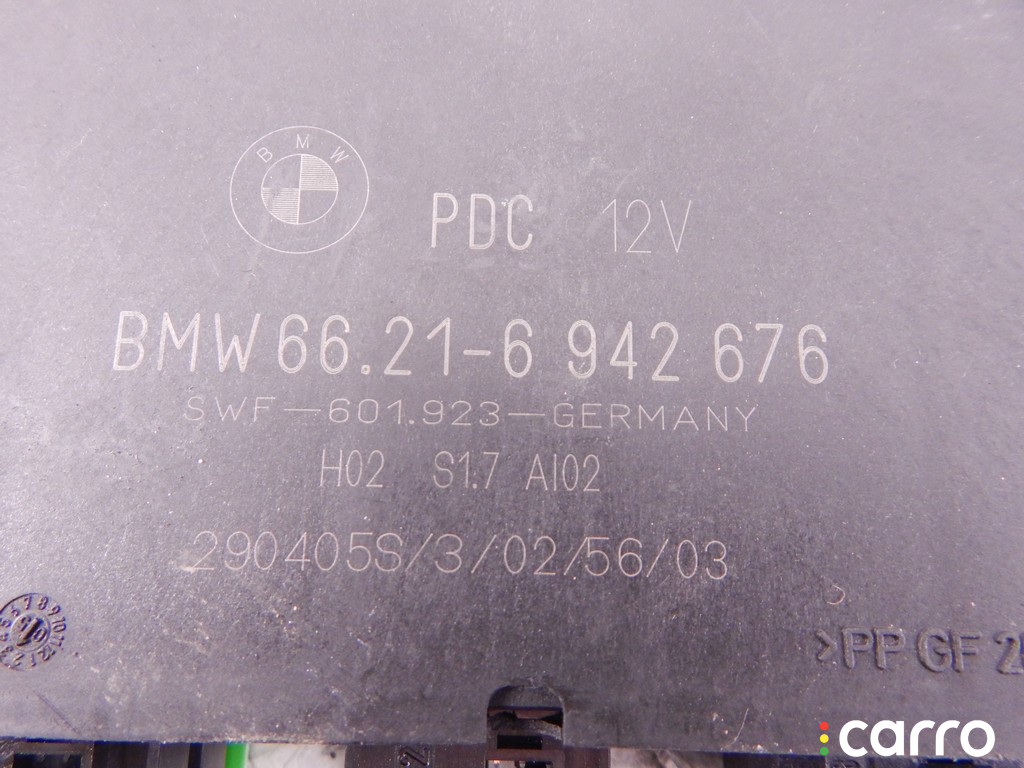 B M W
PDC 12V
BMW 66.21-6 942 676
SWF-601.923-GERMANY
H02 S1.7 AI02
290405S/3/02/56/03
>PP GF 2
carro